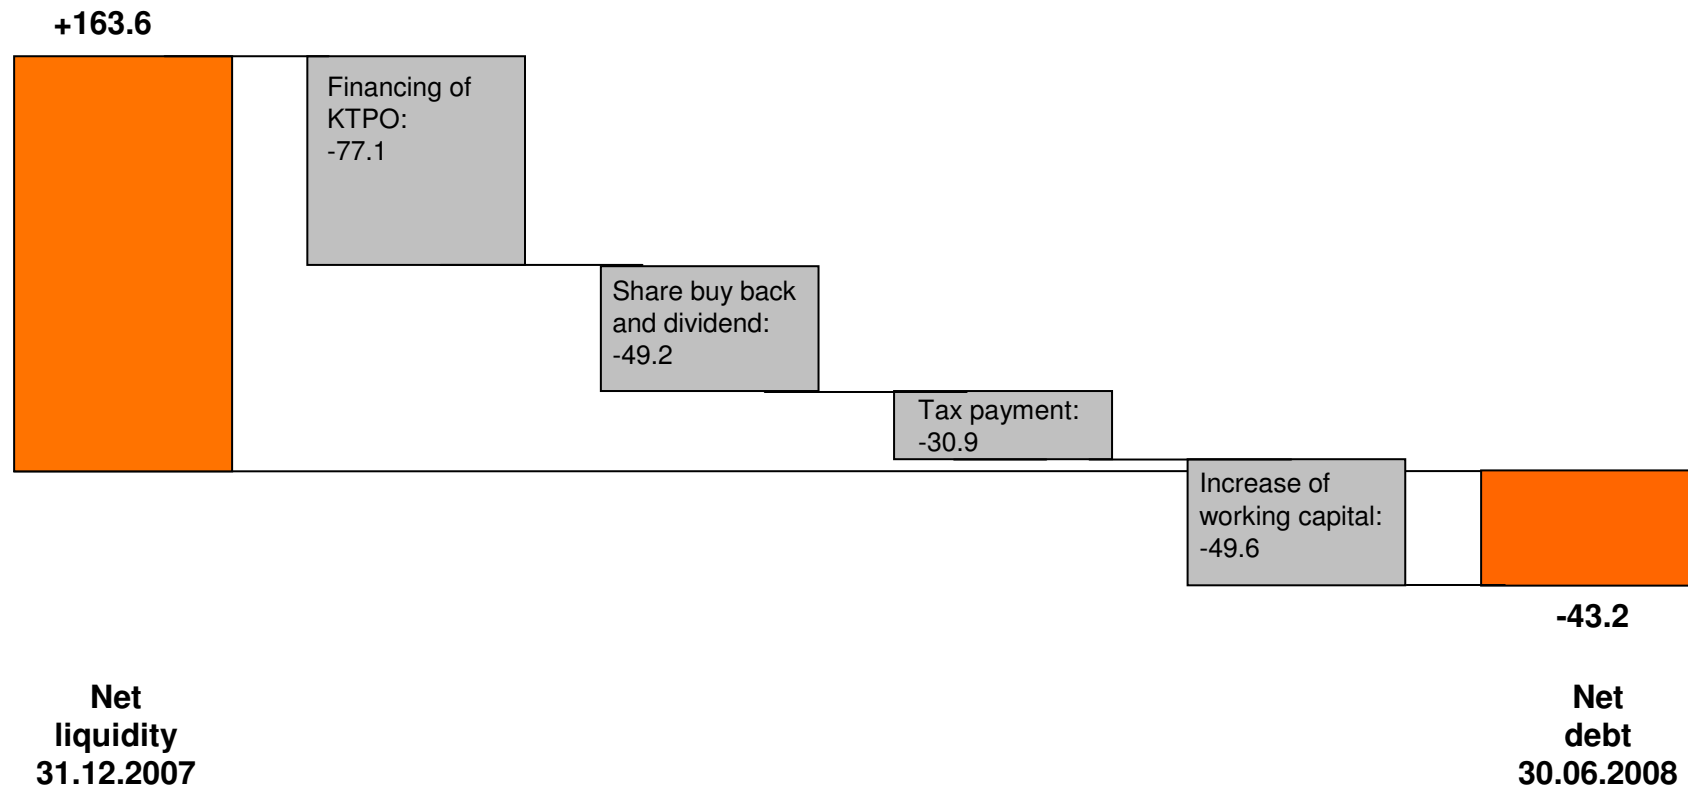 +163.6
Financing of
KTPO:
-77.1
Share buy back
and dividend:
-49.2
Tax payment:
-30.9
Increase of
working capital:
-49.6
-43.2
Net
liquidity
31.12.2007
Net
debt
30.06.2008